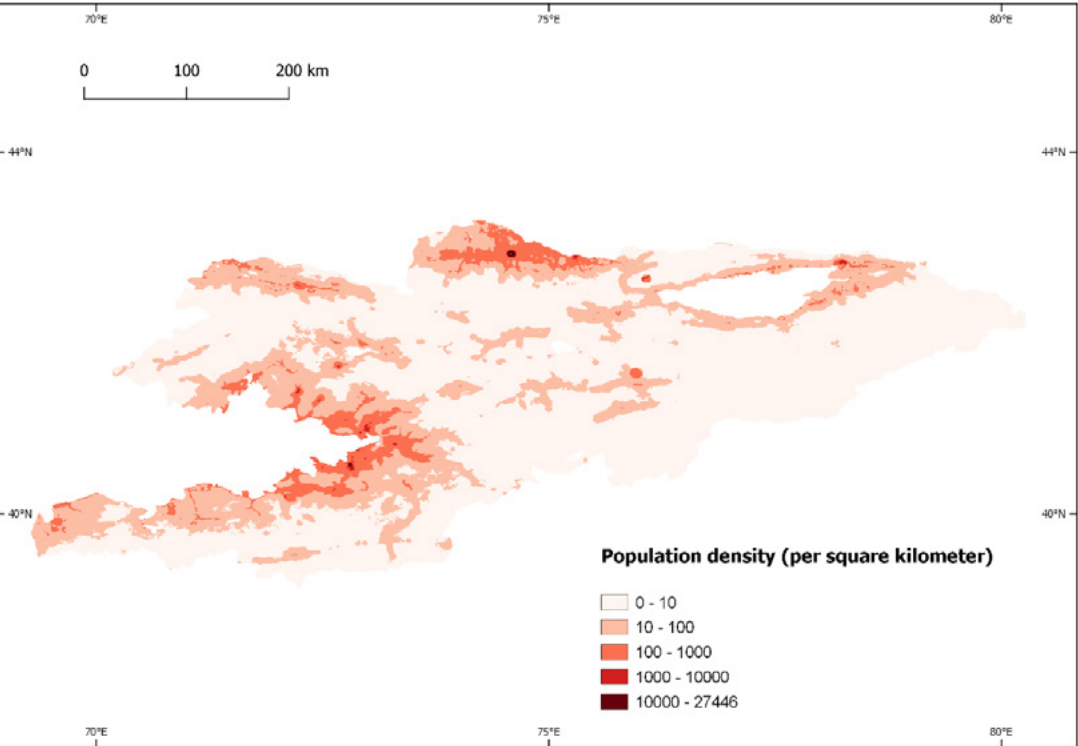 70°E 75°E 80°E
0 100 200 km
44°N 44°N
40°N 40°N
Population density (per square kilometer)
0 - 10
10 - 100
100 - 1000
1000 - 10000
10000 - 27446
70°E 75°E 80°E